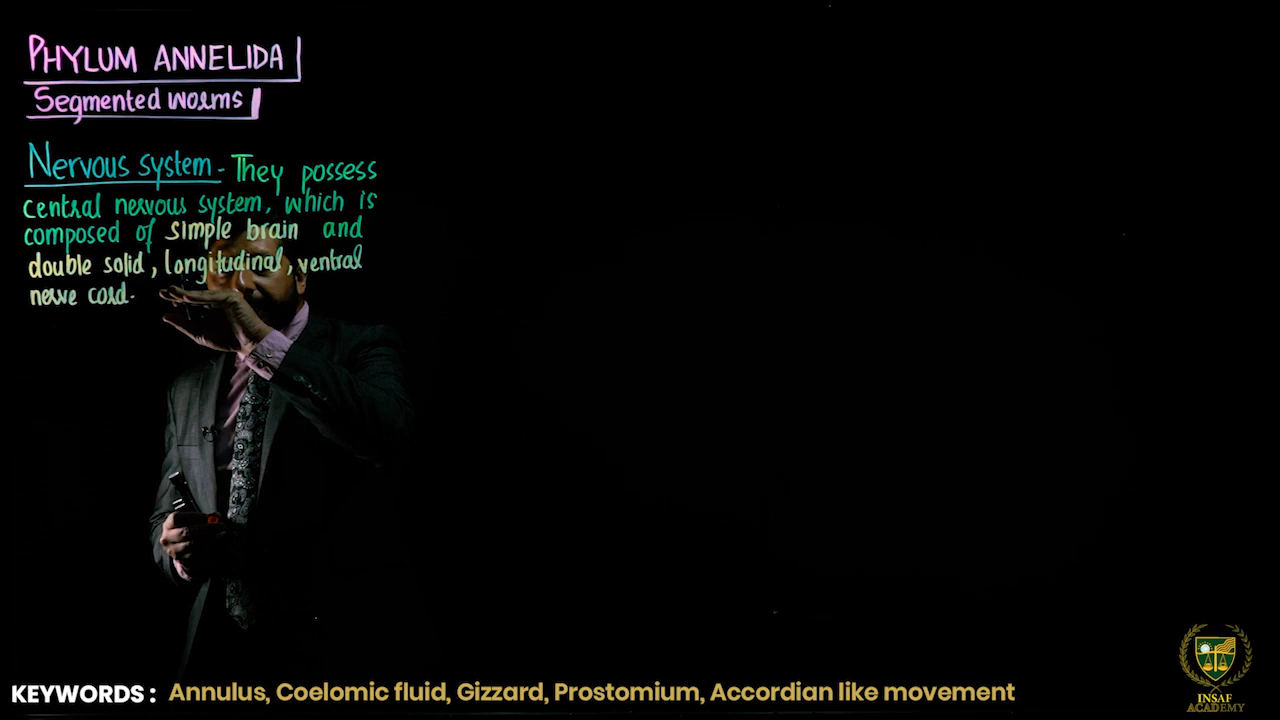 PHYLUM ANNELIDA
Segmented worms
Nervous system - They possess
central nervous system, which is
composed of simple brain and
double solid, longitudinal, ventral
nerve cord.
KEYWORDS : Annulus, Coelomic fluid, Gizzard, Prostomium, Accordian like movement
INSAF
ACADEMY